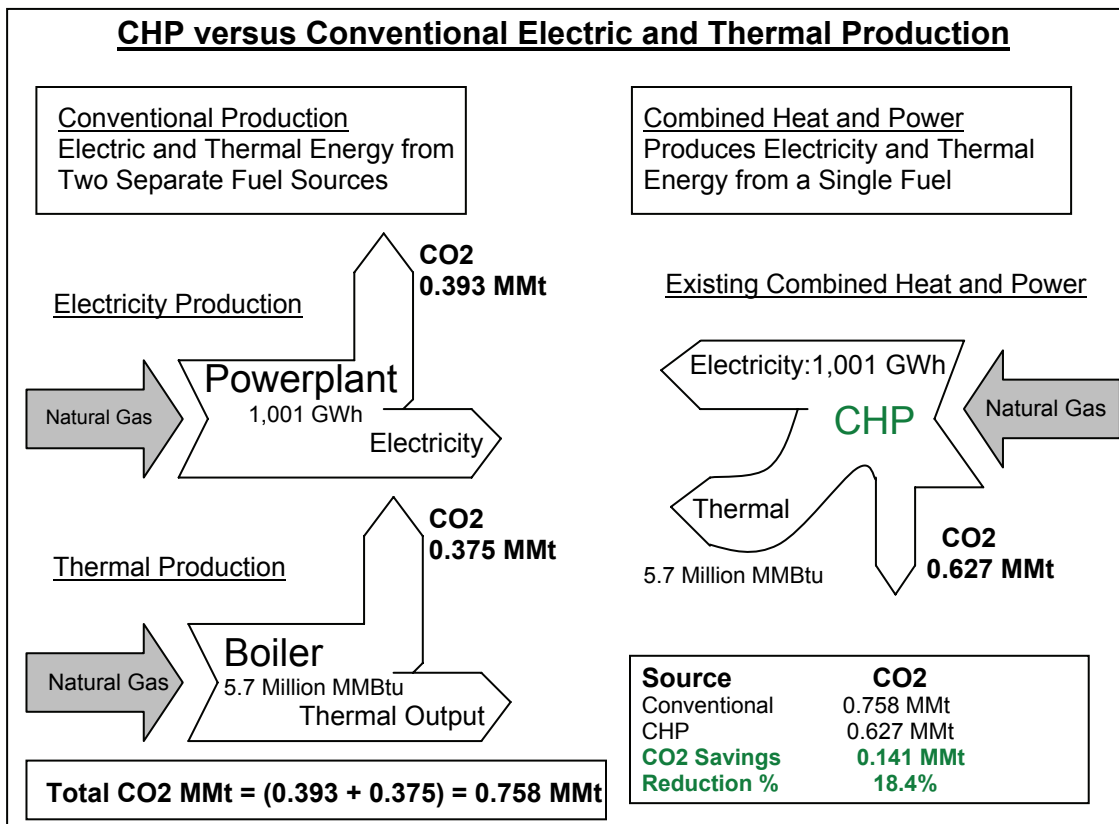 CHP versus Conventional Electric and Thermal Production
Conventional Production
Electric and Thermal Energy from
Two Separate Fuel Sources
CO2
0.393 MMt
Electricity Production
Natural Gas
Powerplant
1,001 GWh
Electricity
CO2
0.375 MMt
Thermal Production
Natural Gas
Boiler
5.7 Million MMBtu
Thermal Output
Total CO2 MMt = (0.393 + 0.375) = 0.758 MMt
Combined Heat and Power
Produces Electricity and Thermal
Energy from a Single Fuel
Existing Combined Heat and Power
Electricity:1,001 GWh
CHP
Natural Gas
Thermal
5.7 Million MMBtu
CO2
0.627 MMt
Source CO2
Conventional 0.758 MMt
CHP 0.627 MMt
CO2 Savings 0.141 MMt
Reduction % 18.4%